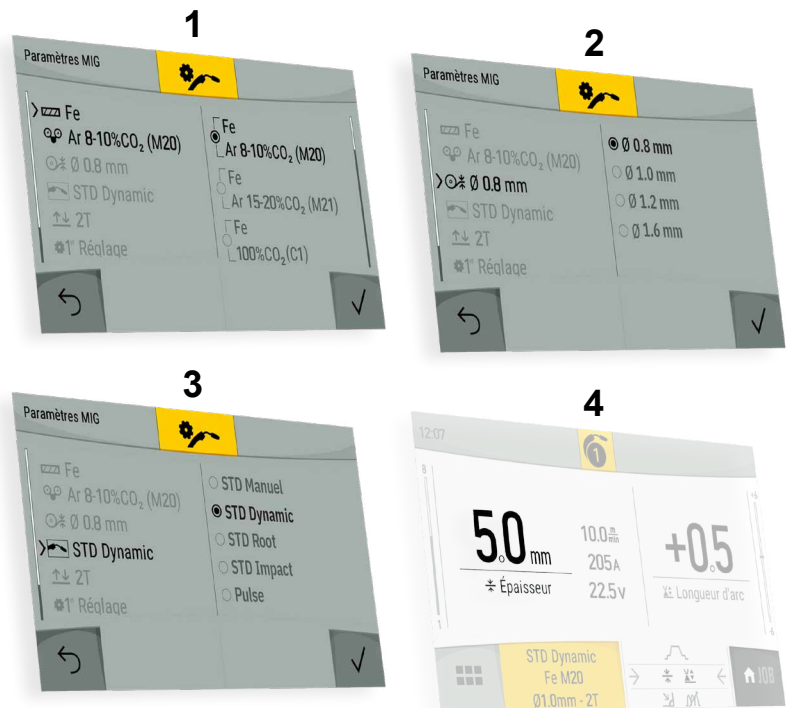 1
Paramètres MIG
Fe
Ar 8-10%CO₂ (M20)
Ø 0.8 mm
STD Dynamic
2T
1" Réglage
Fe
Ar 8-10%CO₂ (M20)
Fe
Ar 15-20%CO₂ (M21)
Fe
100%CO₂(C1)
2
Paramètres MIG
Fe
Ar 8-10%CO₂ (M20)
Ø 0.8 mm
STD Dynamic
2T
1" Réglage
Ø 0.8 mm
Ø 1.0 mm
Ø 1.2 mm
Ø 1.6 mm
3
Paramètres MIG
Fe
Ar 8-10%CO₂ (M20)
Ø 0.8 mm
STD Dynamic
2T
1" Réglage
STD Manuel
STD Dynamic
STD Root
STD Impact
Pulse
4
12:07
1
8
1
5.0 mm
Épaisseur
10.0 m/min
205 A
22.5 v
+0.5
Longueur d'arc
+6
-6
STD Dynamic
Fe M20
Ø1.0mm - 2T
JOB